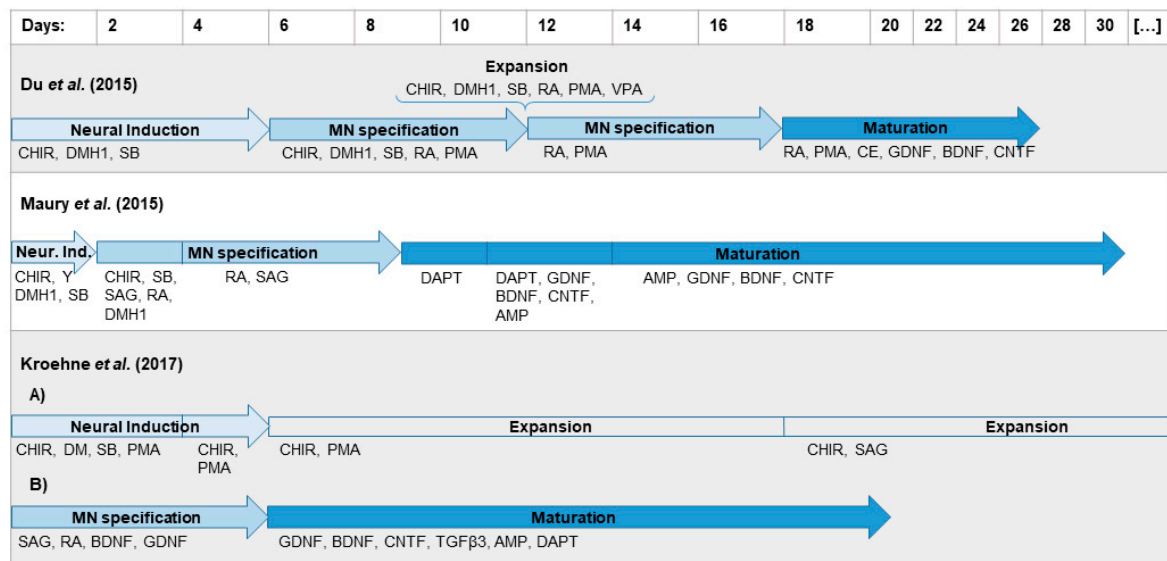 Days: 2 4 6 8 10 12 14 16 18 20 22 24 26 28 30 [...]
Du et al. (2015)
Expansion
CHIR, DMH1, SB, RA, PMA, VPA
Neural Induction MN specification MN specification Maturation
CHIR, DMH1, SB CHIR, DMH1, SB, RA, PMA RA, PMA RA, PMA, CE, GDNF, BDNF, CNTF
Maury et al. (2015)
Neur. Ind. MN specification Maturation
CHIR, Y CHIR, SB, RA, SAG DAPT DAPT, GDNF, AMP, GDNF, BDNF, CNTF
DMH1, SB SAG, RA, BDNF, CNTF,
DMH1 AMP
Kroehne et al. (2017)
A)
Neural Induction Expansion Expansion
CHIR, DM, SB, PMA CHIR, CHIR, PMA CHIR, SAG
PMA
B)
MN specification Maturation
SAG, RA, BDNF, GDNF GDNF, BDNF, CNTF, TGFβ3, AMP, DAPT